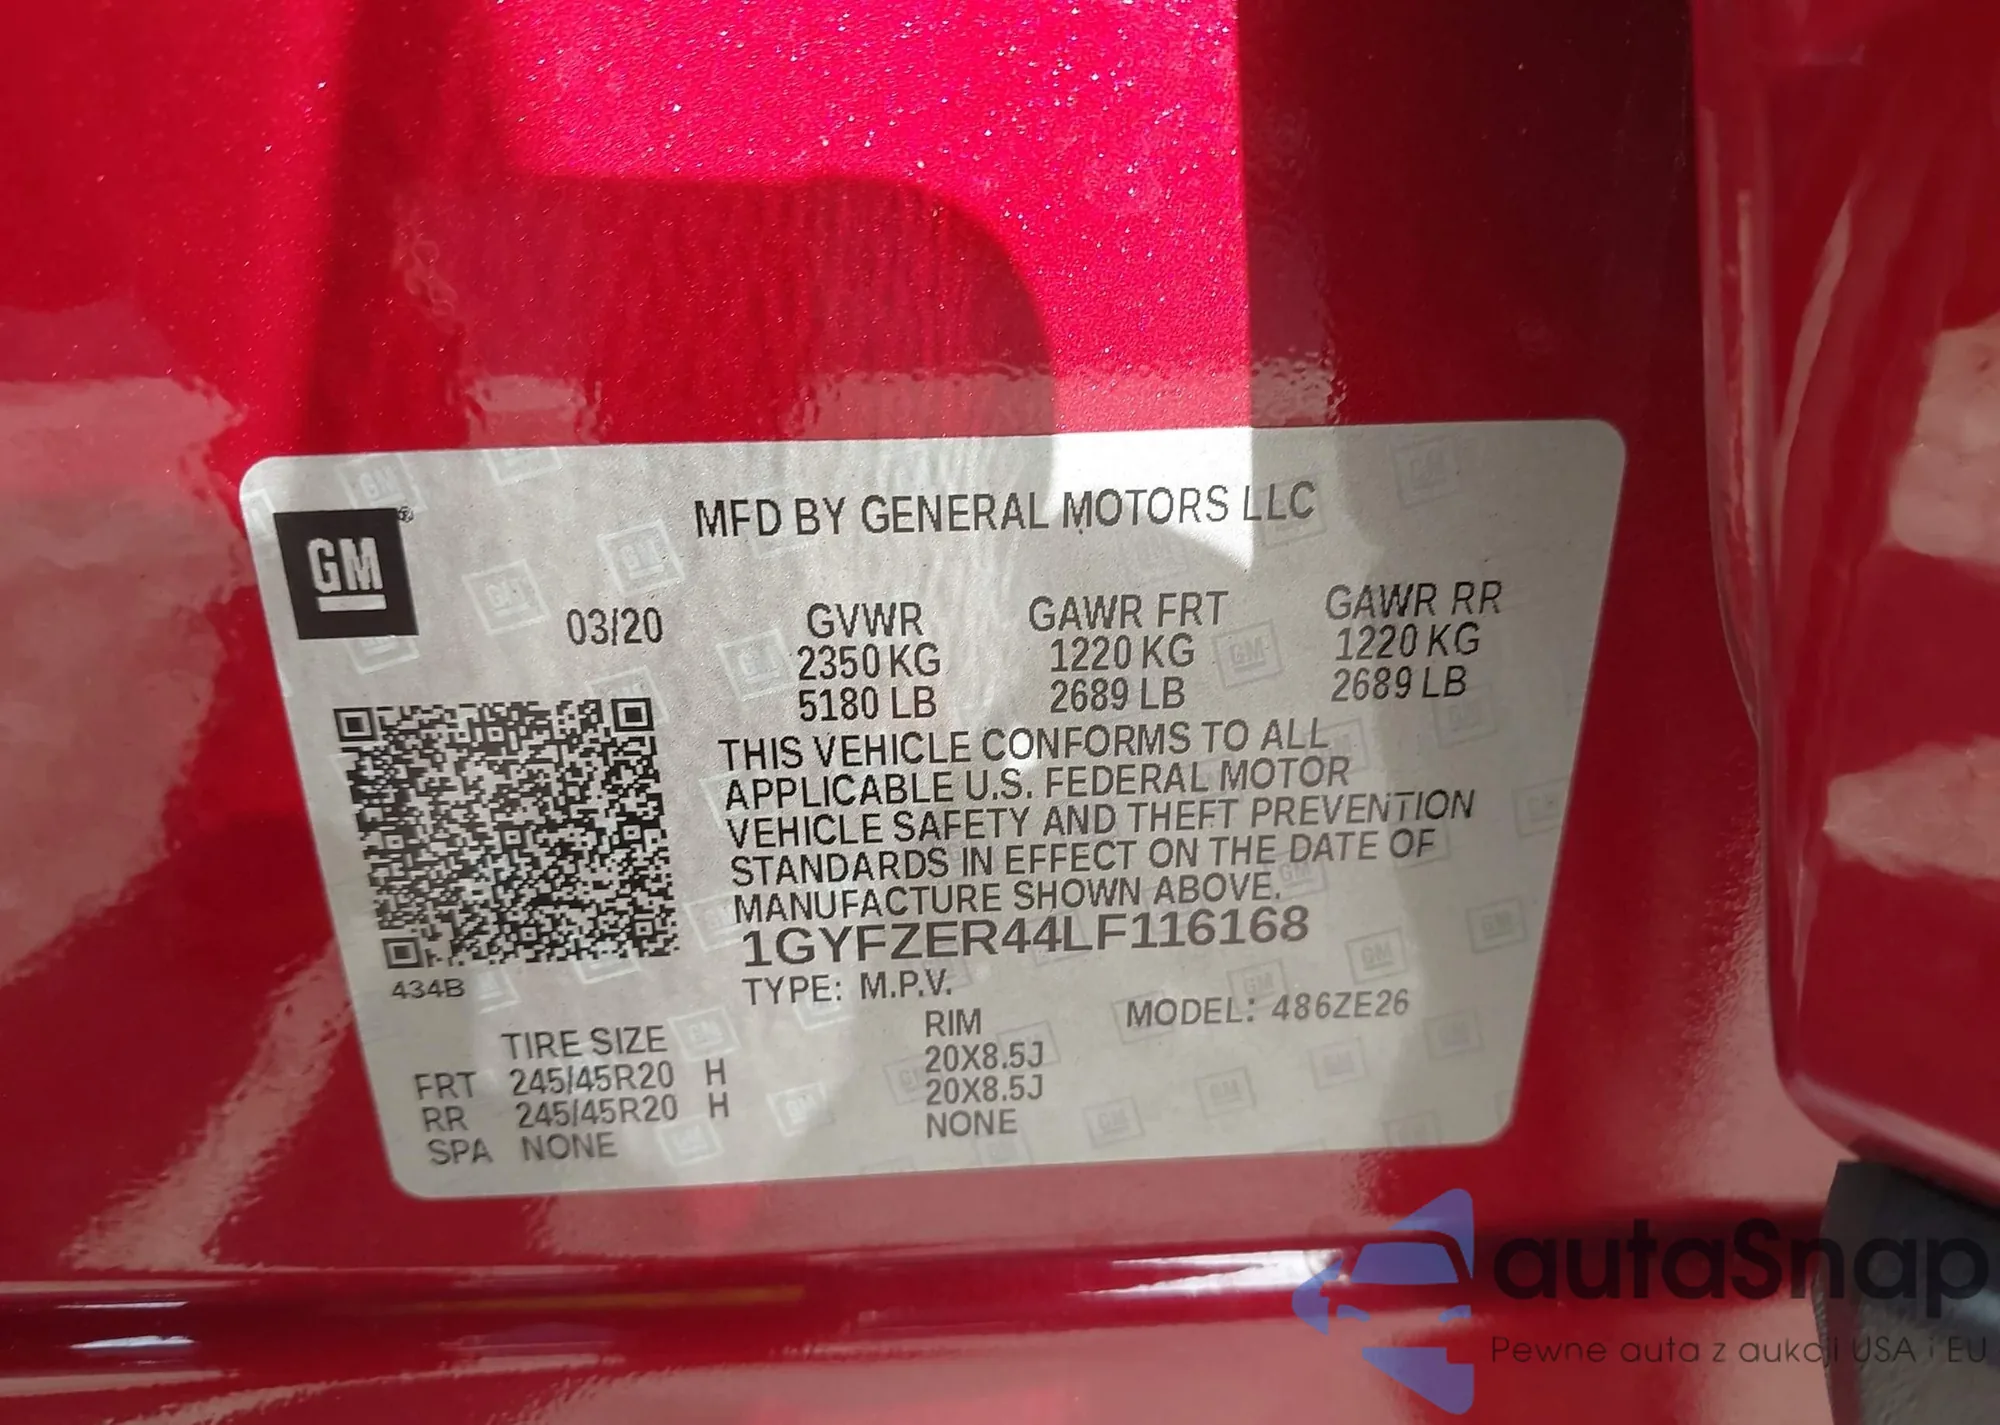 MFD BY GENERAL MOTORS LLC
GM ®
03/20 GVWR GAWR FRT GAWR RR
2350 KG 1220 KG 1220 KG
5180 LB 2689 LB 2689 LB
THIS VEHICLE CONFORMS TO ALL
APPLICABLE U.S. FEDERAL MOTOR
VEHICLE SAFETY AND THEFT PREVENTION
STANDARDS IN EFFECT ON THE DATE OF
MANUFACTURE SHOWN ABOVE.
1GYFZER44LF116168
434B
TYPE: M.P.V. MODEL: 486ZE26
TIRE SIZE RIM
FRT 245/45R20 H 20X8.5J
RR 245/45R20 H 20X8.5J
SPA NONE NONE
autaSnap
Pewne auta z aukcji USA i EU